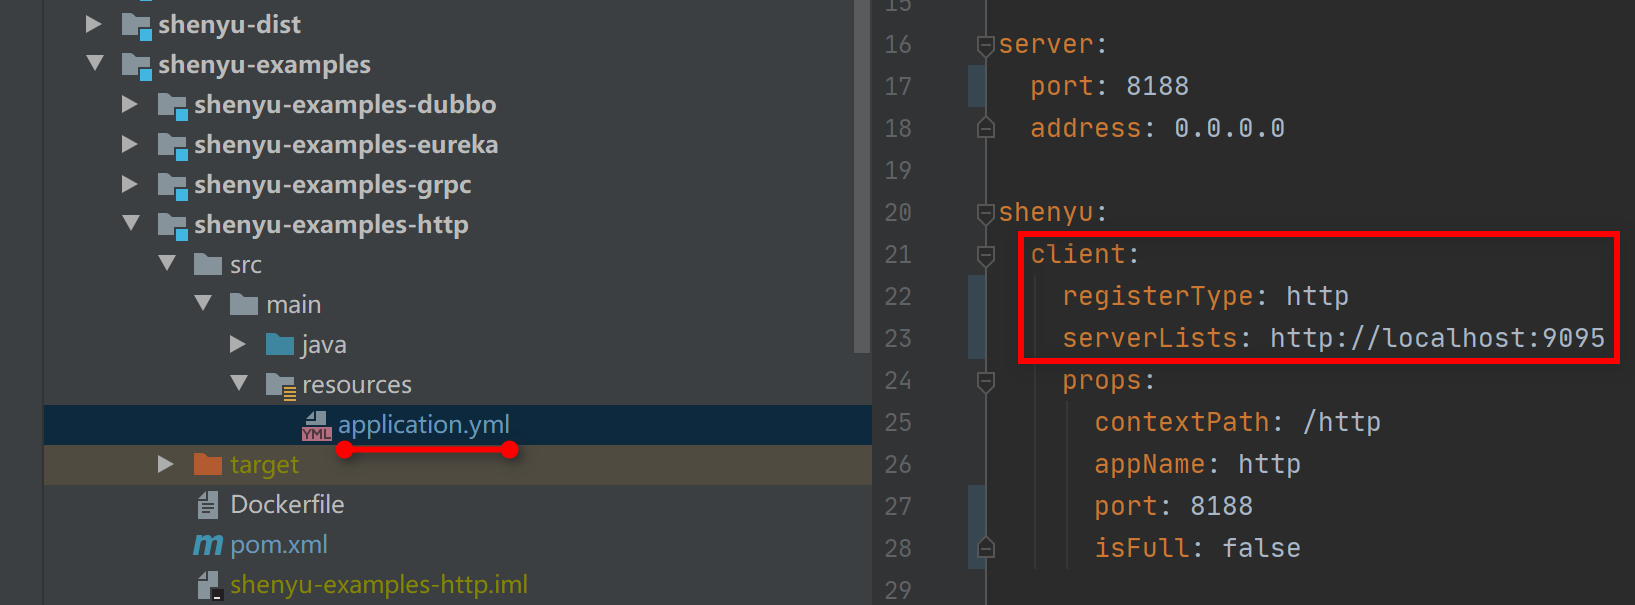 shenyu-dist
shenyu-examples
shenyu-examples-dubbo
shenyu-examples-eureka
shenyu-examples-grpc
shenyu-examples-http
src
main
java
resources
YML application.yml
target
Dockerfile
m pom.xml
shenyu-examples-http.iml
15
16 server:
17 port: 8188
18 address: 0.0.0.0
19
20 shenyu:
21 client:
22 registerType: http
23 serverLists: http://localhost:9095
24 props:
25 contextPath: /http
26 appName: http
27 port: 8188
28 isFull: false
29